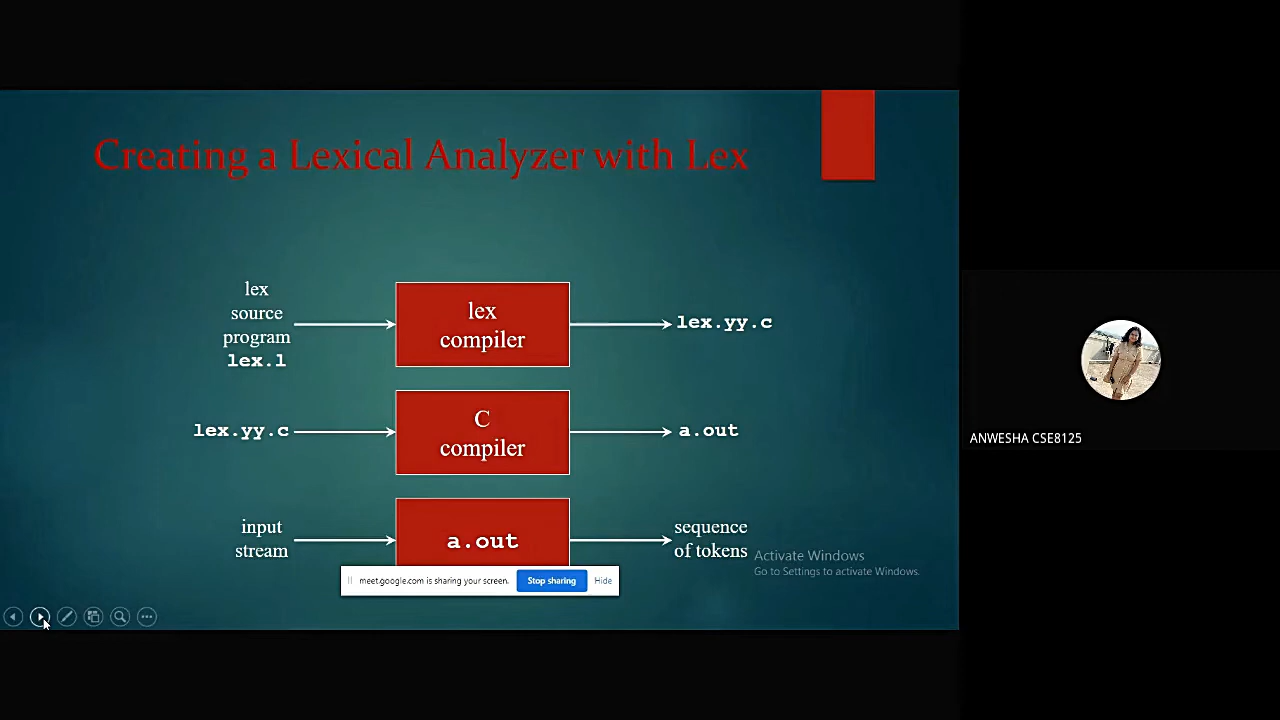 Creating a Lexical Analyzer with Lex
lex
source
program
lex.l
lex
compiler
lex.yy.c
lex.yy.c
C
compiler
a.out
input
stream
a.out
sequence
of tokens
Activate Windows
Go to Settings to activate Windows.
meet.google.com is sharing your screen.
Stop sharing
Hide
ANWESHA CSE8125